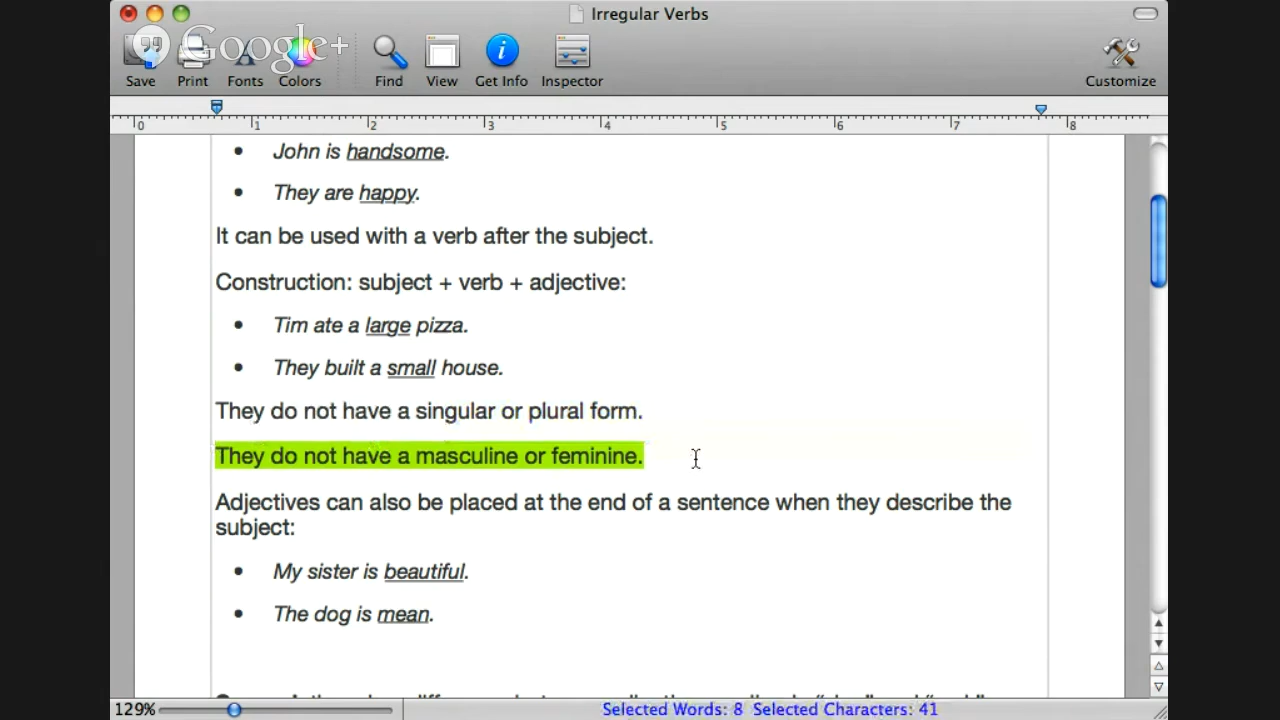 Irregular Verbs
Google+
Save Print Fonts Colors Find View Get Info Inspector Customize
0 1 2 3 4 5 6 7 8
• John is handsome.
• They are happy.
It can be used with a verb after the subject.
Construction: subject + verb + adjective:
• Tim ate a large pizza.
• They built a small house.
They do not have a singular or plural form.
They do not have a masculine or feminine.
Adjectives can also be placed at the end of a sentence when they describe the
subject:
• My sister is beautiful.
• The dog is mean.
129% Selected Words: 8 Selected Characters: 41